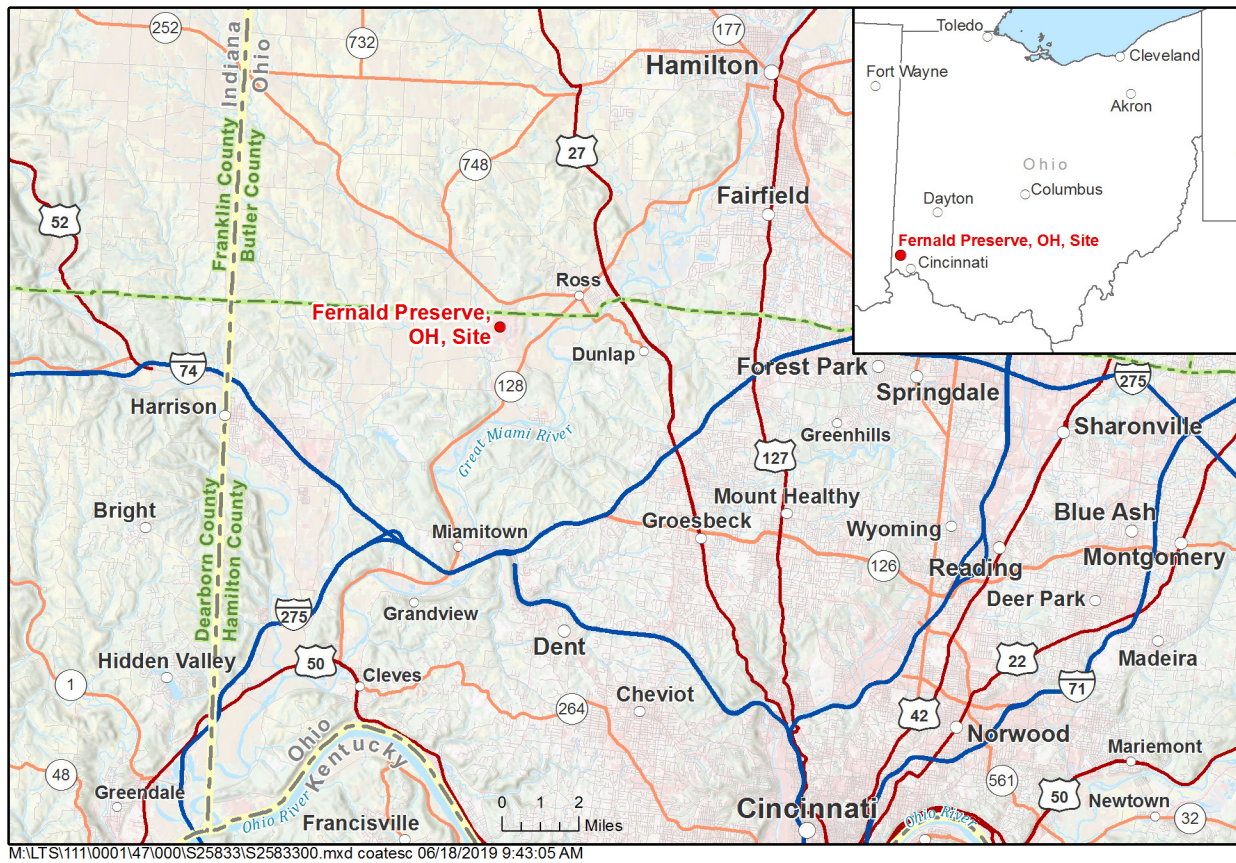 252
Indiana
Ohio
732
177
Hamilton
Toledo
Cleveland
Fort Wayne
Akron
Ohio
Columbus
Dayton
Fernald Preserve, OH, Site
Cincinnati
27
748
52
Franklin County
Butler County
Fairfield
Ross
Fernald Preserve,
OH, Site
Dunlap
74
128
Forest Park
Springdale
275
Harrison
Great Miami River
Greenhills
Sharonville
127
Bright
Mount Healthy
Groesbeck
Wyoming
Blue Ash
Miamitown
Montgomery
126
Reading
Dearborn County
Hamilton County
275
Grandview
Deer Park
Dent
50
22
Madeira
Hidden Valley
Cleves
1
71
Cheviot
264
42
Norwood
Ohio
Kentucky
Mariemont
48
561
Greendale
50
Newtown
Ohio River
0 1 2
Miles
Cincinnati
Ohio River
32
Francisville
M:\LTS\111\0001\47\000\S25833\S2583300.mxd coatesc 06/18/2019 9:43:05 AM